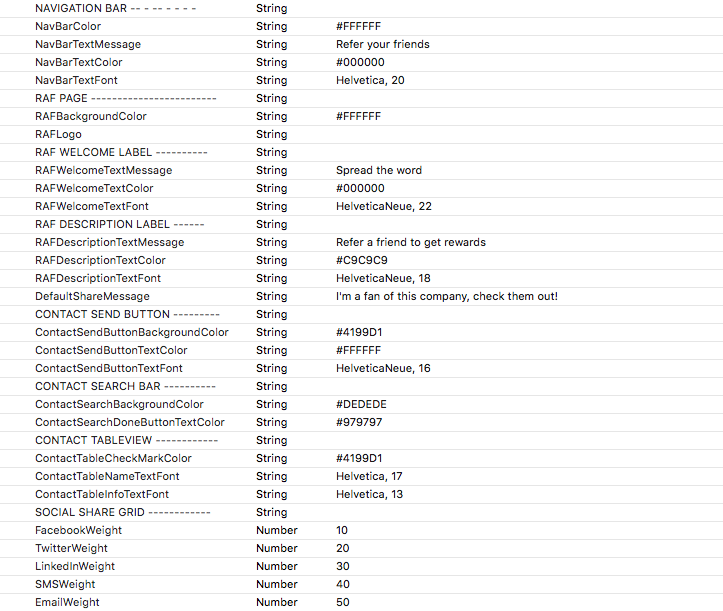 NAVIGATION BAR -- - -- - - - - String
NavBarColor String #FFFFFF
NavBarTextMessage String Refer your friends
NavBarTextColor String #000000
NavBarTextFont String Helvetica, 20
RAF PAGE ------------------------ String
RAFBackgroundColor String #FFFFFF
RAFLogo String
RAF WELCOME LABEL ---------- String
RAFWelcomeTextMessage String Spread the word
RAFWelcomeTextColor String #000000
RAFWelcomeTextFont String HelveticaNeue, 22
RAF DESCRIPTION LABEL ------ String
RAFDescriptionTextMessage String Refer a friend to get rewards
RAFDescriptionTextColor String #C9C9C9
RAFDescriptionTextFont String HelveticaNeue, 18
DefaultShareMessage String I'm a fan of this company, check them out!
CONTACT SEND BUTTON --------- String
ContactSendButtonBackgroundColor String #4199D1
ContactSendButtonTextColor String #FFFFFF
ContactSendButtonTextFont String HelveticaNeue, 16
CONTACT SEARCH BAR ---------- String
ContactSearchBackgroundColor String #DEDEDE
ContactSearchDoneButtonTextColor String #979797
CONTACT TABLEVIEW ------------ String
ContactTableCheckMarkColor String #4199D1
ContactTableNameTextFont String Helvetica, 17
ContactTableInfoTextFont String Helvetica, 13
SOCIAL SHARE GRID ------------ String
FacebookWeight Number 10
TwitterWeight Number 20
LinkedInWeight Number 30
SMSWeight Number 40
EmailWeight Number 50